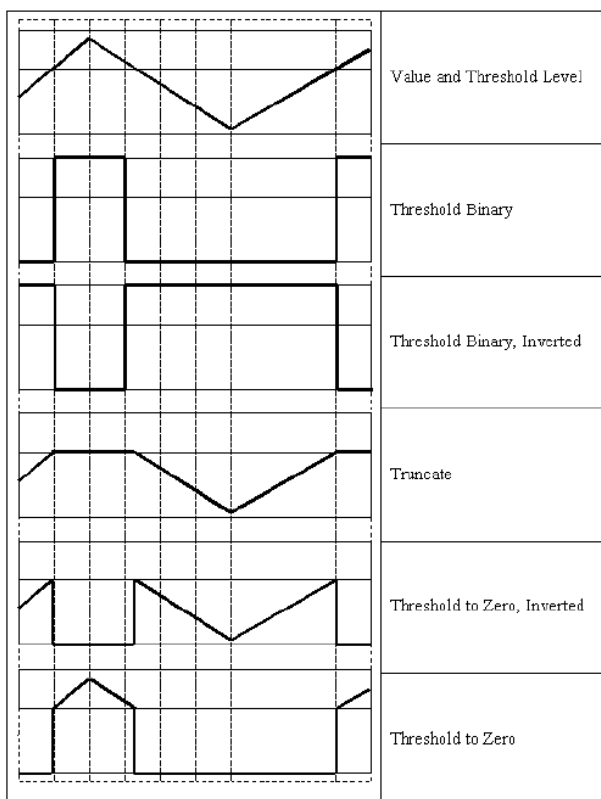 Value and Threshold Level
Threshold Binary
Threshold Binary, Inverted
Truncate
Threshold to Zero, Inverted
Threshold to Zero